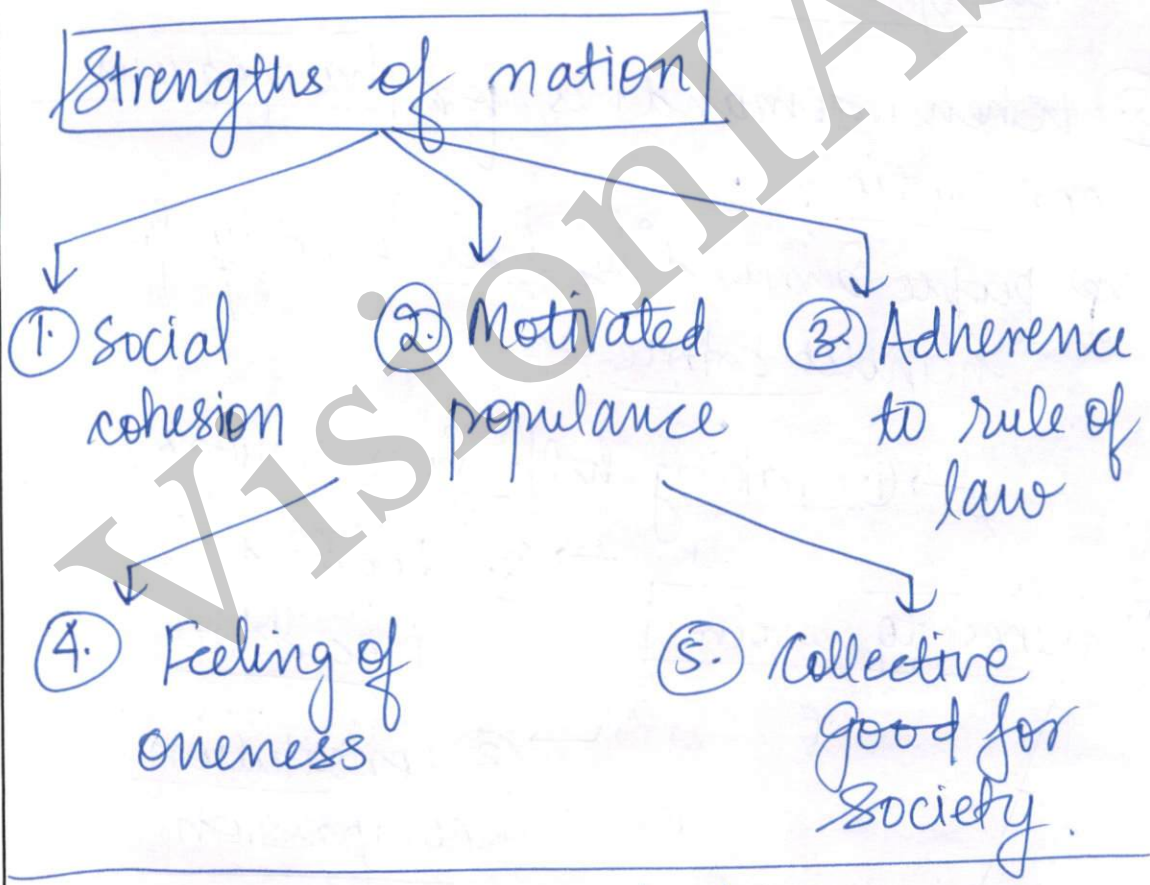 Strengths of nation
1. Social cohesion
2. Motivated populance
3. Adherence to rule of law
4. Feeling of oneness
5. Collective good for society.
VisionIAS